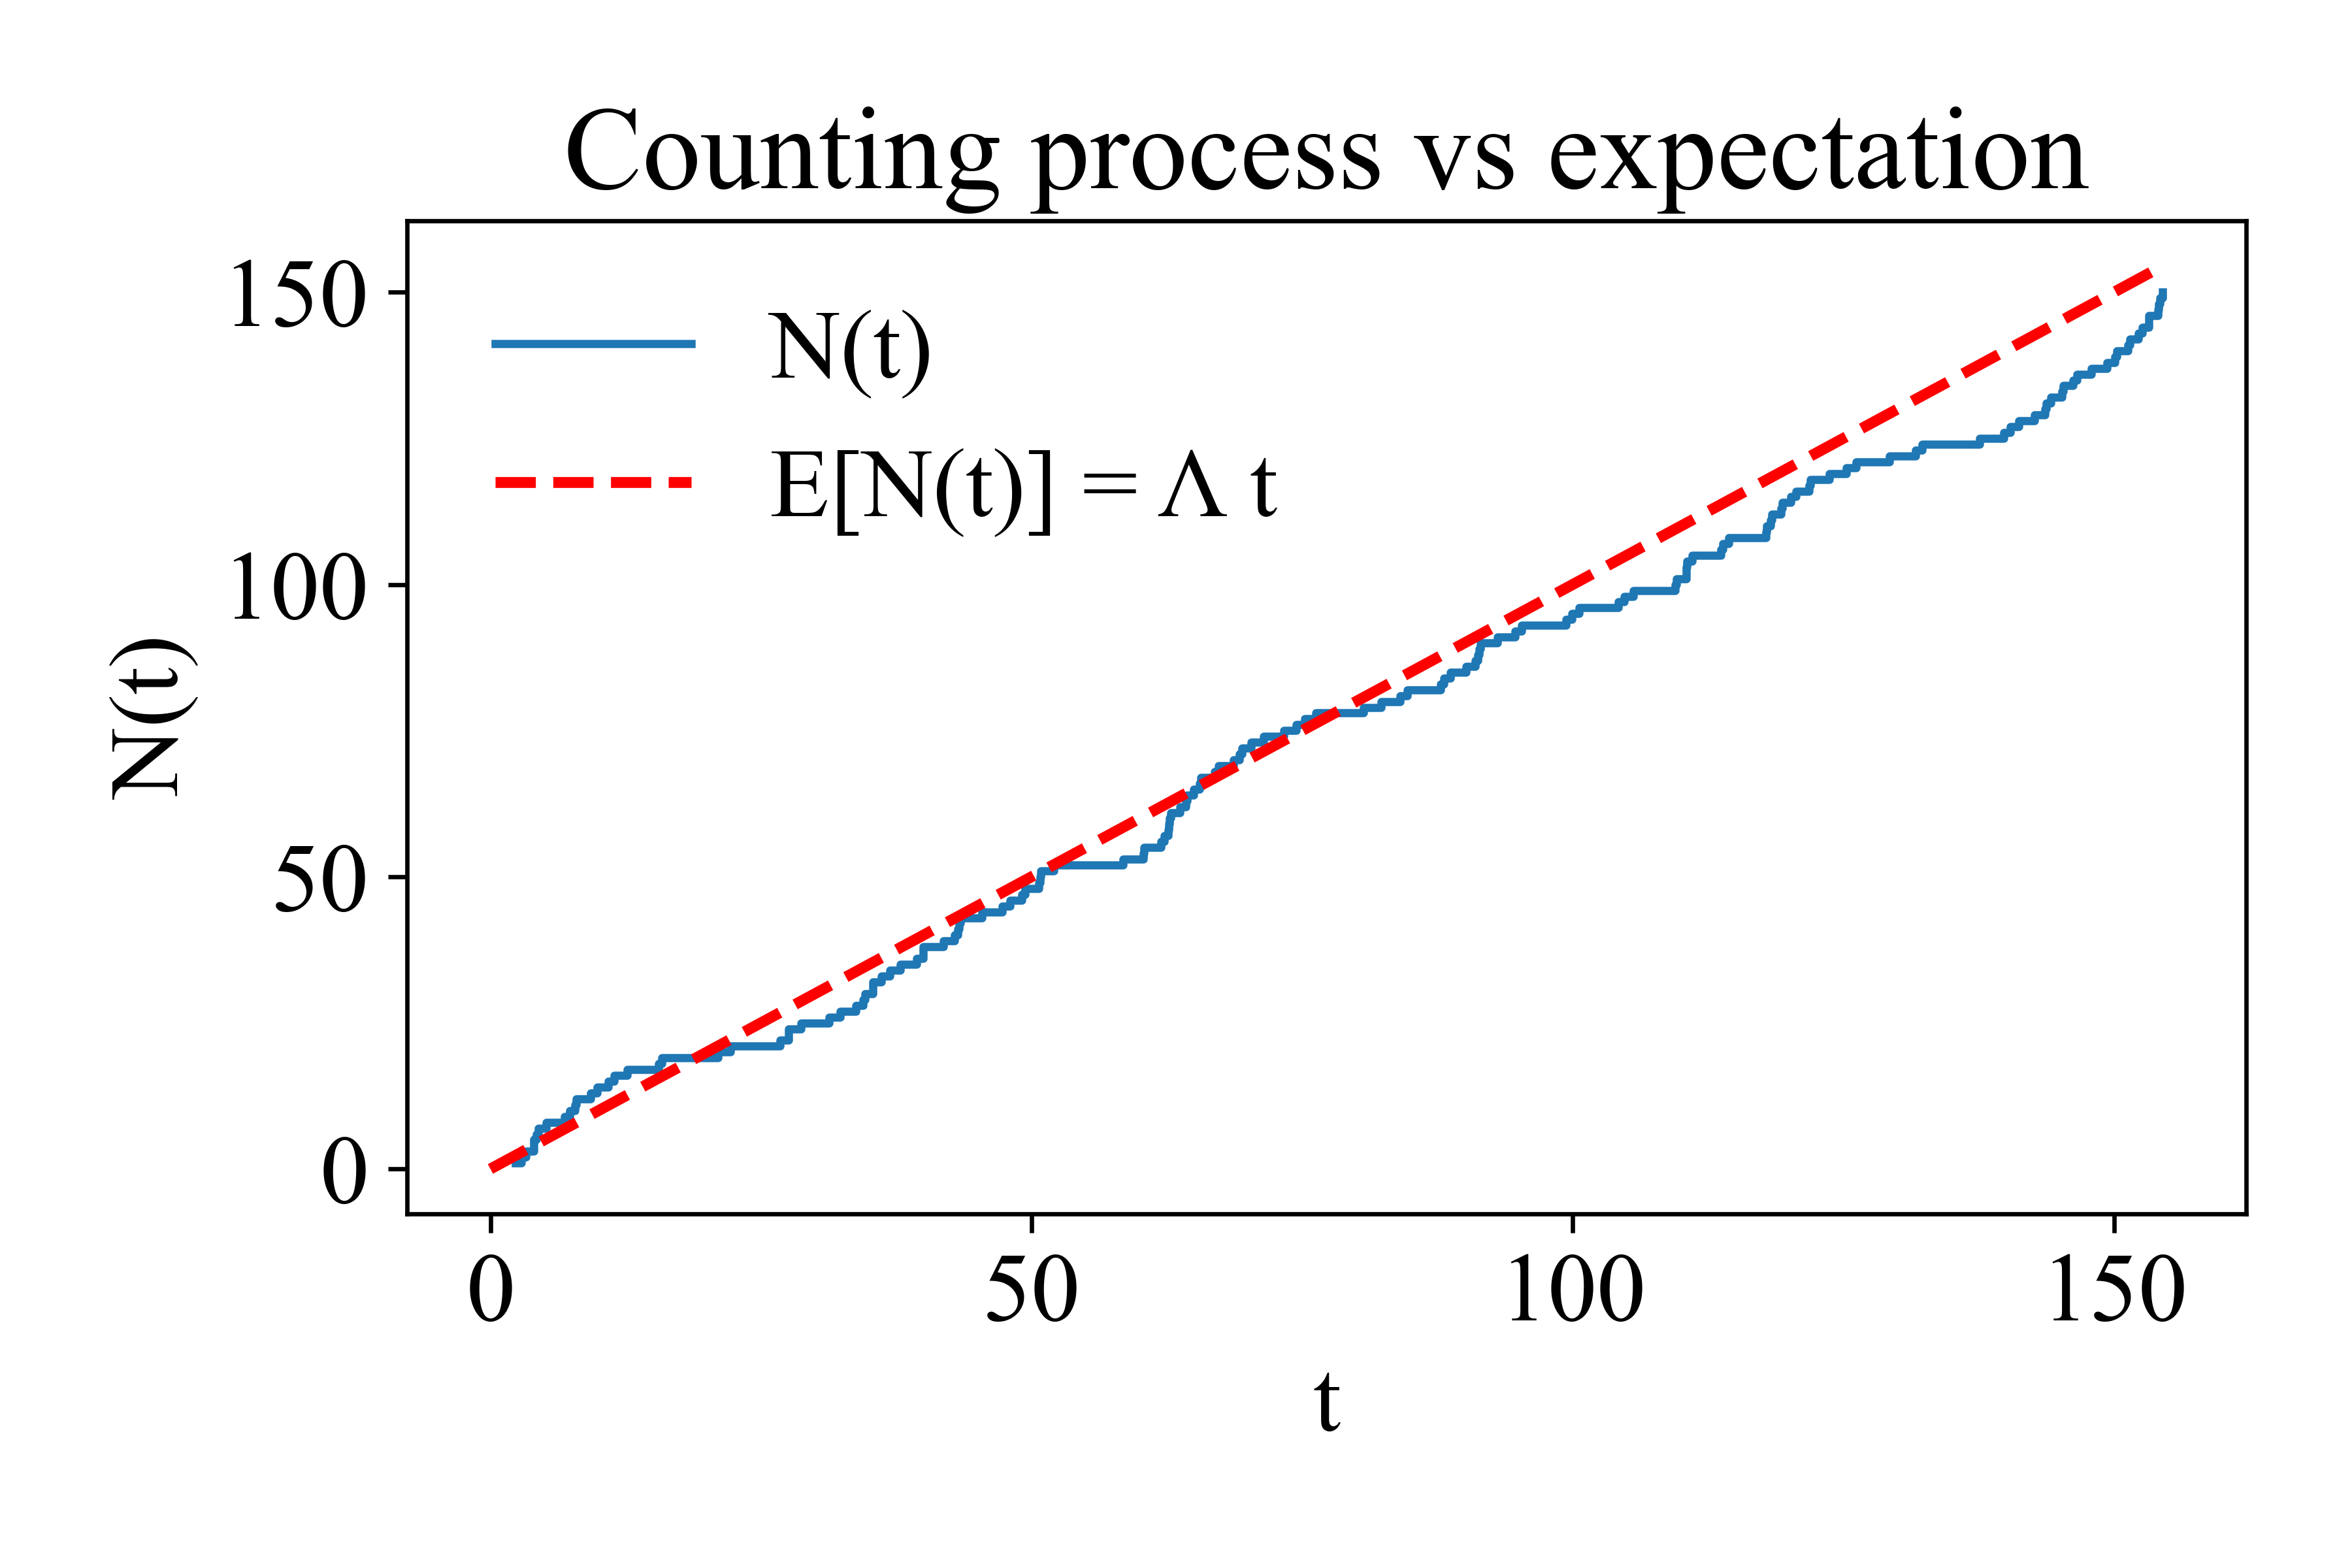 Counting process vs expectation
N(t)
E[N(t)] = Λ t
N(t)
150
100
50
0
0 50 100 150
t